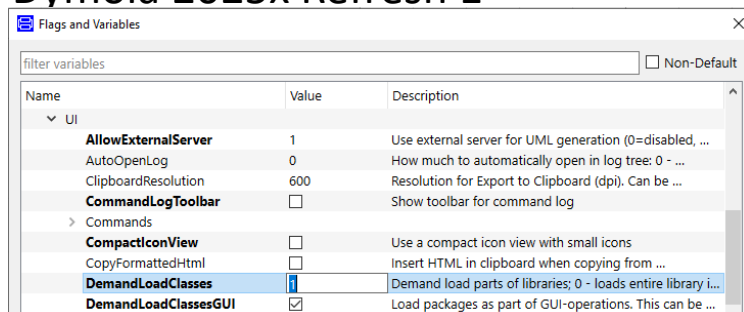 Dymola 2025x Refresh 1
Flags and Variables
filter variables Non-Default
Name Value Description
UI
AllowExternalServer 1 Use external server for UML generation (0=disabled, ...
AutoOpenLog 0 How much to automatically open in log tree: 0 - ...
ClipboardResolution 600 Resolution for Export to Clipboard (dpi). Can be ...
CommandLogToolbar Show toolbar for command log
Commands
CompactIconView Use a compact icon view with small icons
CopyFormattedHtml Insert HTML in clipboard when copying from ...
DemandLoadClasses 1 Demand load parts of libraries; 0 - loads entire library i...
DemandLoadClassesGUI Load packages as part of GUI-operations. This can be ...